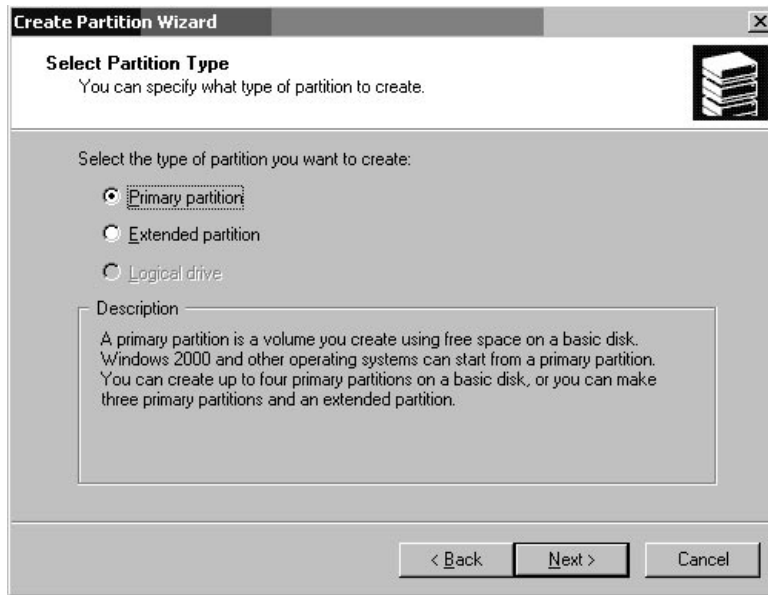 Create Partition Wizard
Select Partition Type
You can specify what type of partition to create.
Select the type of partition you want to create:
Primary partition
Extended partition
Logical drive
Description
A primary partition is a volume you create using free space on a basic disk.
Windows 2000 and other operating systems can start from a primary partition.
You can create up to four primary partitions on a basic disk, or you can make
three primary partitions and an extended partition.
< Back Next > Cancel